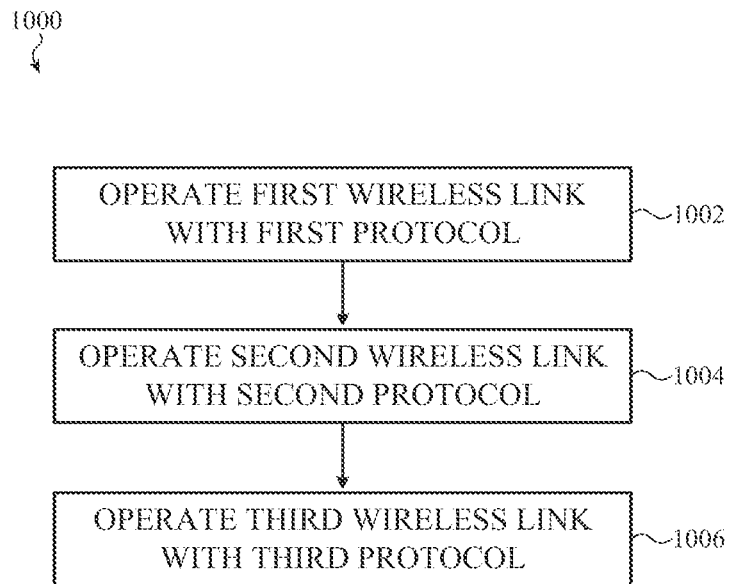 1000
OPERATE FIRST WIRELESS LINK
WITH FIRST PROTOCOL
1002
OPERATE SECOND WIRELESS LINK
WITH SECOND PROTOCOL
1004
OPERATE THIRD WIRELESS LINK
WITH THIRD PROTOCOL
1006